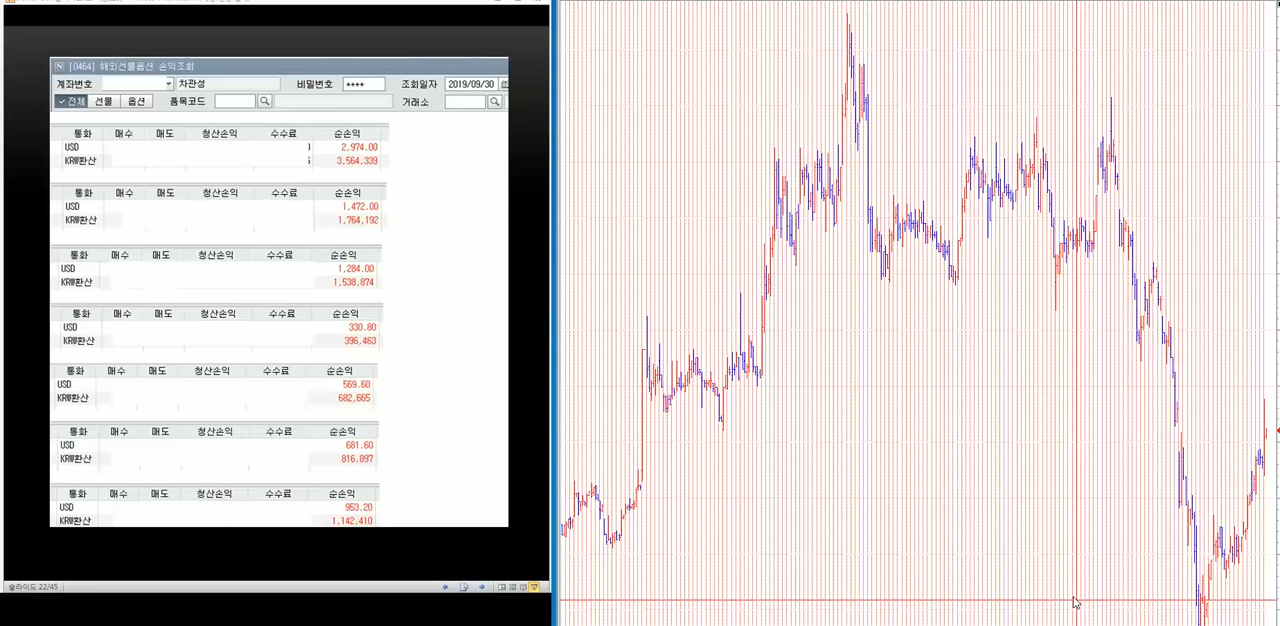 [0464] 해외선물옵션 손익조회
계좌번호 차관성 비밀번호 **** 조회일자 2019/09/30
전체 선물 옵션 품목코드 거래소
통화 매수 매도 청산손익 수수료 순손익
USD 2,974.00
KRW환산 3,564,339
통화 매수 매도 청산손익 수수료 순손익
USD 1,472.00
KRW환산 1,764,192
통화 매수 매도 청산손익 수수료 순손익
USD 1,284.00
KRW환산 1,538,874
통화 매수 매도 청산손익 수수료 순손익
USD 330.80
KRW환산 396,463
통화 매수 매도 청산손익 수수료 순손익
USD 569.60
KRW환산 682,665
통화 매수 매도 청산손익 수수료 순손익
USD 681.60
KRW환산 816,897
통화 매수 매도 청산손익 수수료 순손익
USD 953.20
KRW환산 1,142,410
슬라이드 22/45